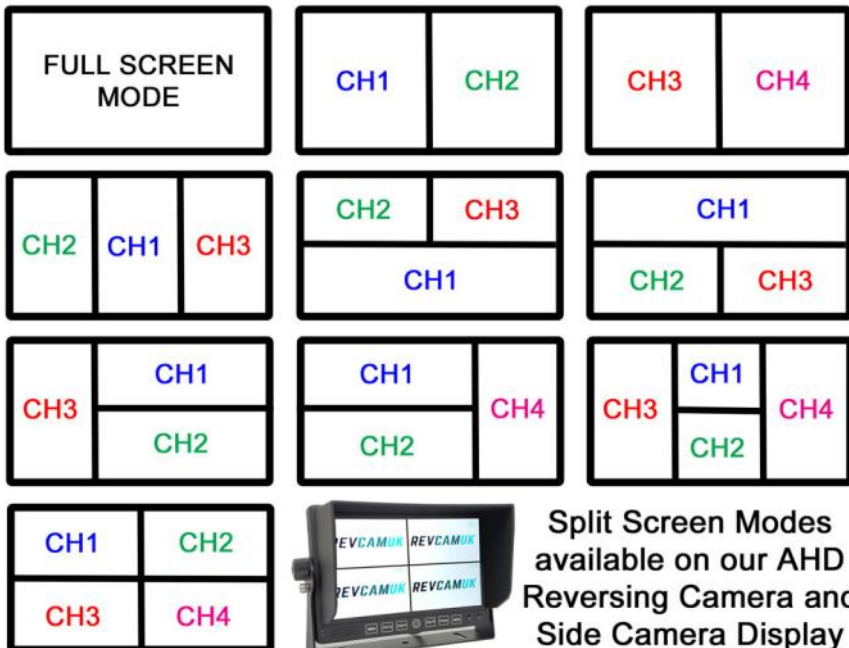 FULL SCREEN
MODE
CH1 CH2
CH3 CH4
CH2 CH1 CH3
CH2 CH3
CH1
CH1
CH2 CH3
CH3
CH1
CH2
CH1
CH2
CH4
CH3
CH1
CH2
CH4
CH1 CH2
CH3 CH4
REVCAMUK REVCAMUK
REVCAMUK REVCAMUK
Split Screen Modes
available on our AHD
Reversing Camera and
Side Camera Display